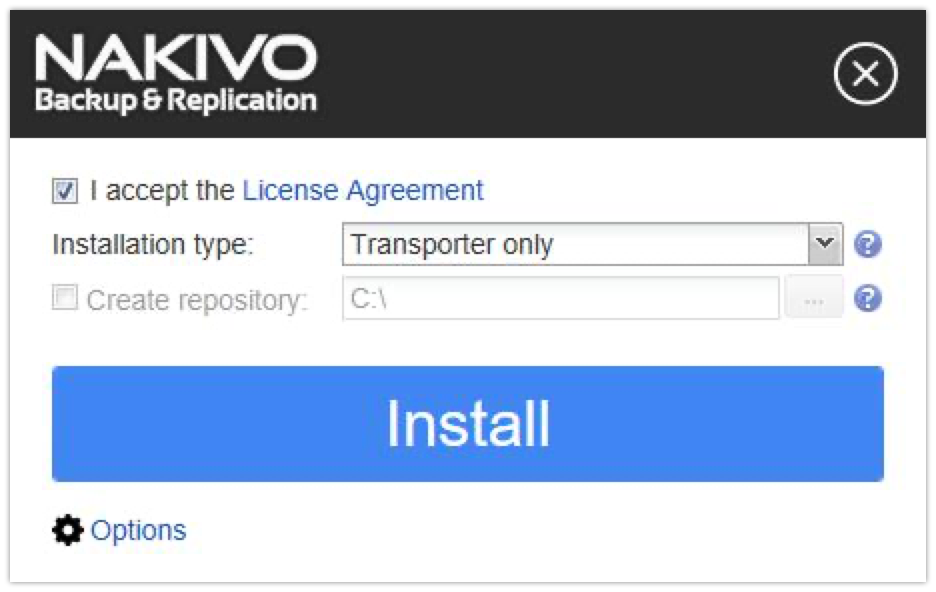 NAKIVO
Backup & Replication
I accept the License Agreement
Installation type: Transporter only
Create repository: C:\ ...
Install
Options